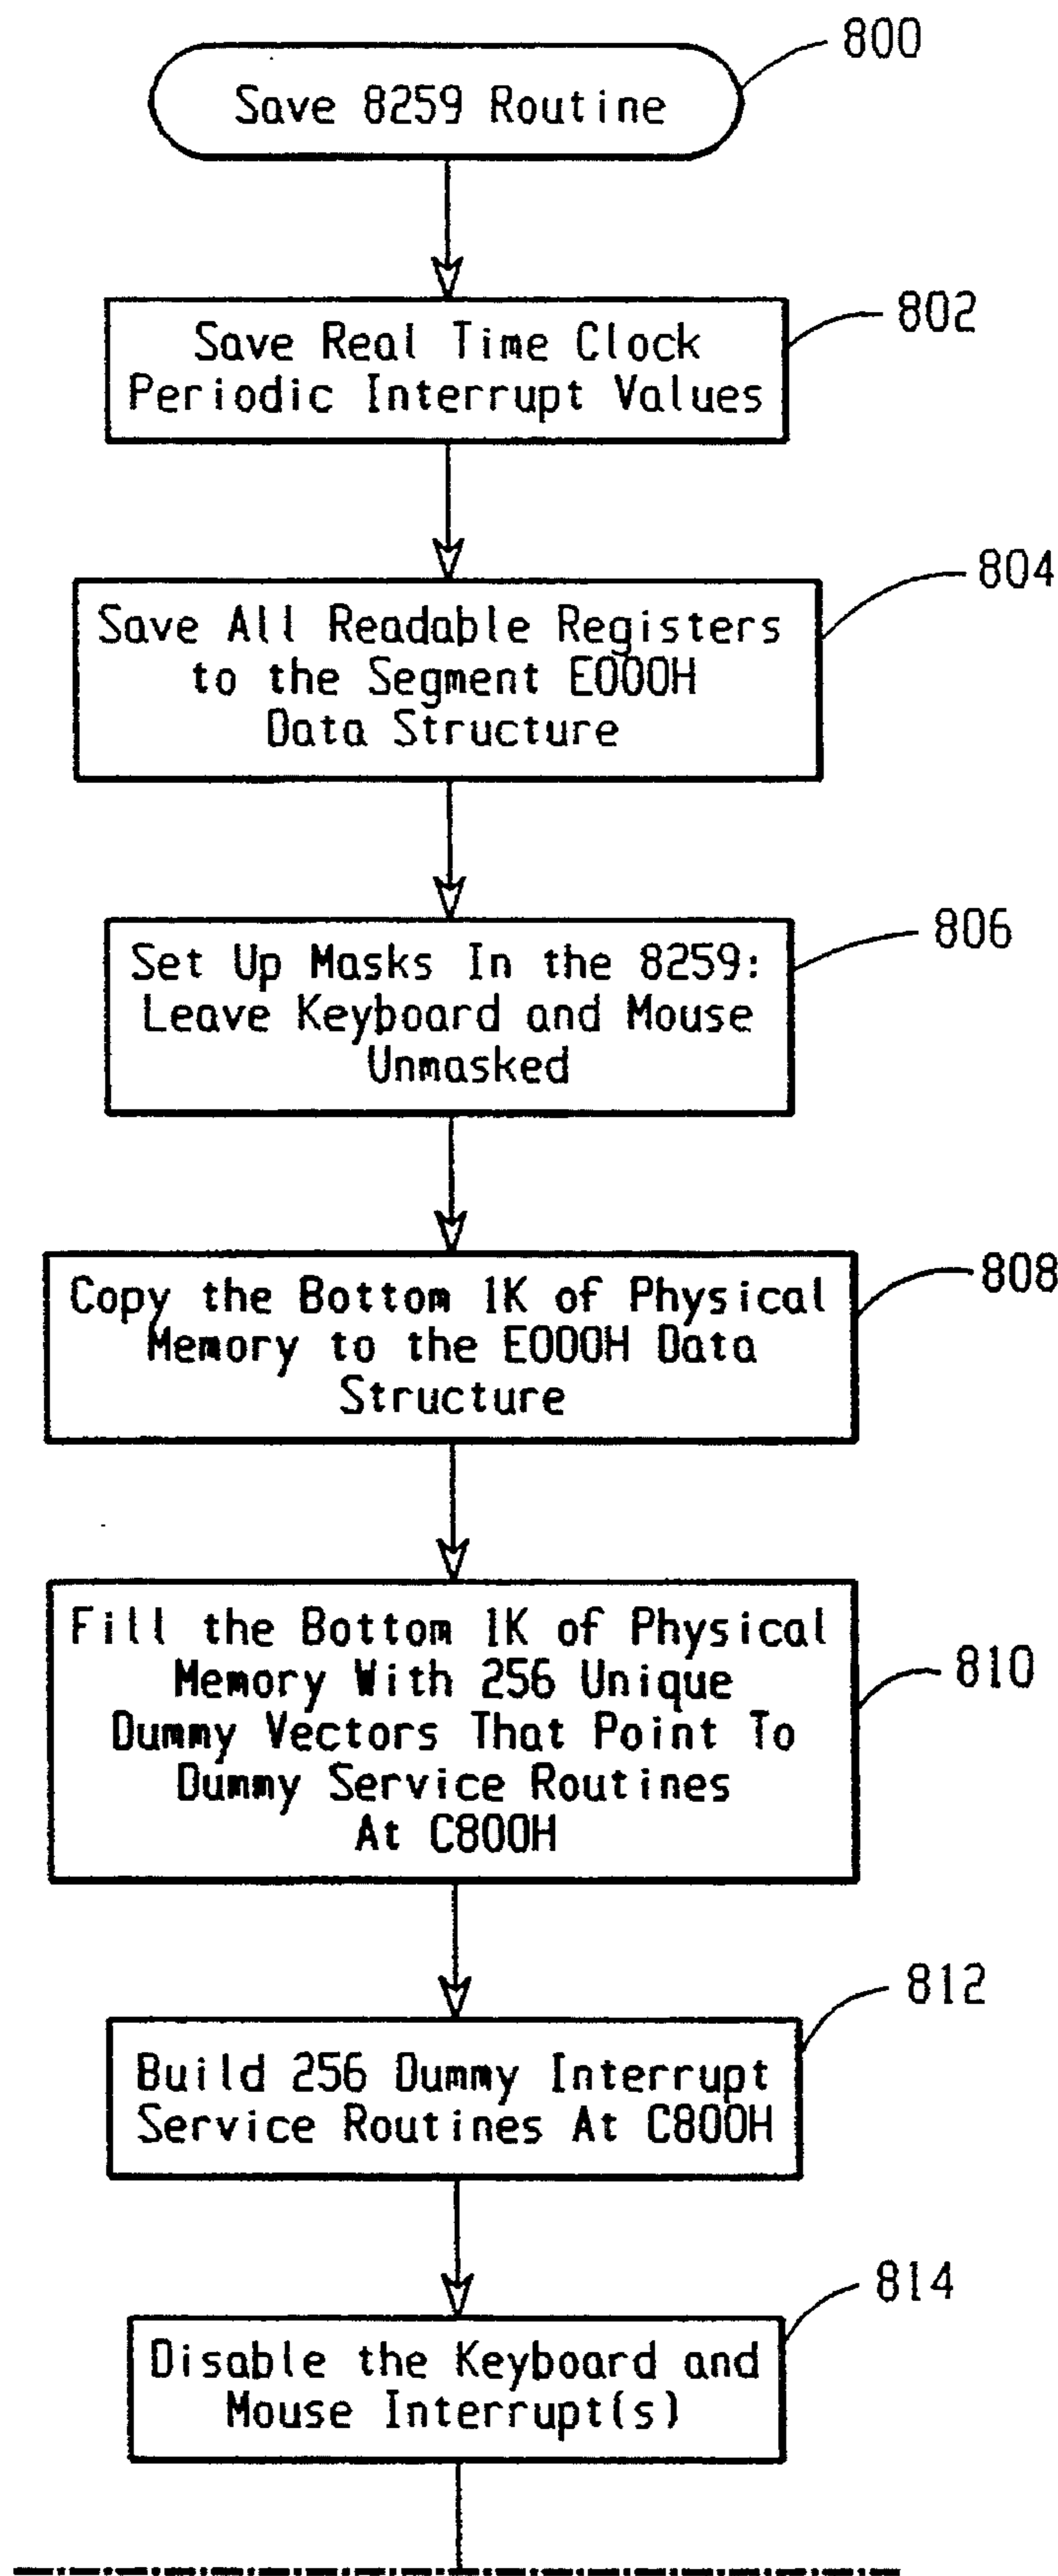 800
Save 8259 Routine
802
Save Real Time Clock
Periodic Interrupt Values
804
Save All Readable Registers
to the Segment E000H
Data Structure
806
Set Up Masks In the 8259:
Leave Keyboard and Mouse
Unmasked
808
Copy the Bottom 1K of Physical
Memory to the E000H Data
Structure
810
Fill the Bottom 1K of Physical
Memory With 256 Unique
Dummy Vectors That Point To
Dummy Service Routines
At C800H
812
Build 256 Dummy Interrupt
Service Routines At C800H
814
Disable the Keyboard and
Mouse Interrupt(s)